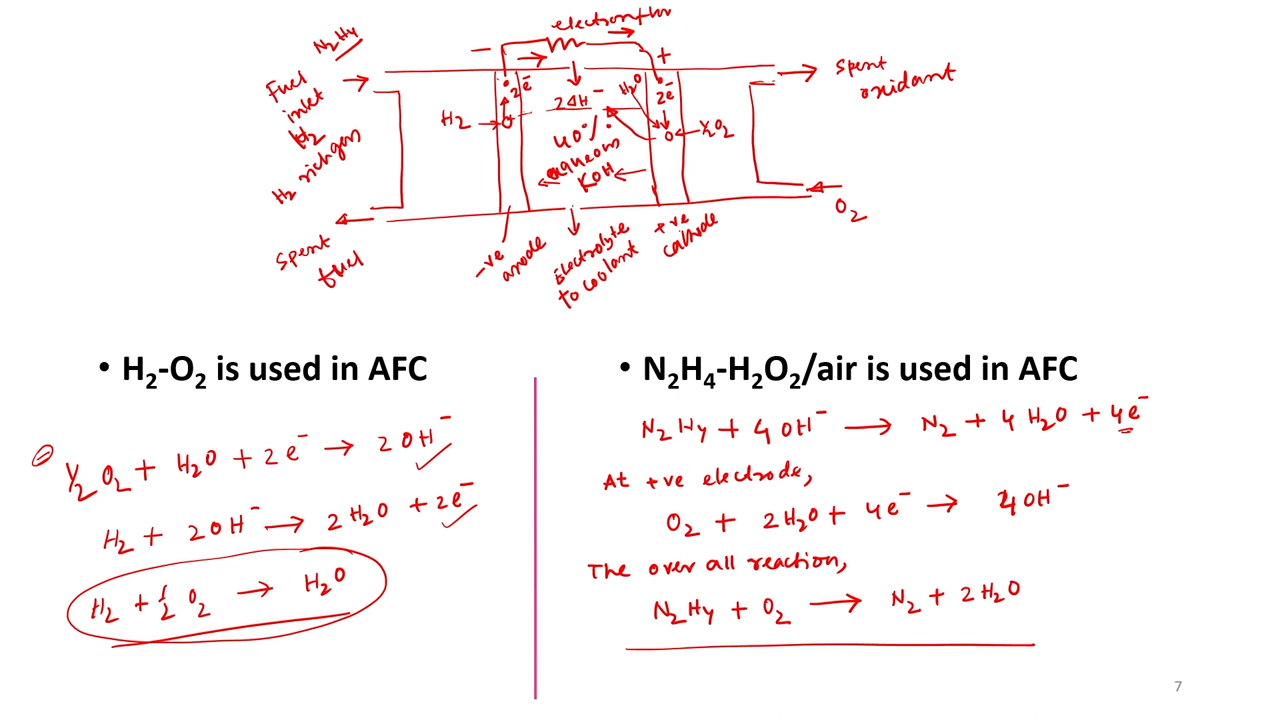 electron flow
N₂H₄
− +
Fuel
inlet
H₂
H₂ rich gas
Spent
oxidant
2e⁻
H₂O
2e⁻
2OH⁻
H₂
½O₂
40%
aqueous
KOH
O₂
Spent
fuel
-ve
anode
Electrolyte
to coolant
+ve
cathode
• H₂-O₂ is used in AFC
½ O₂ + H₂O + 2e⁻ → 2OH⁻
H₂ + 2OH⁻ → 2H₂O + 2e⁻
H₂ + ½ O₂ → H₂O
• N₂H₄-H₂O₂/air is used in AFC
N₂H₄ + 4OH⁻ → N₂ + 4H₂O + 4e⁻
At +ve electrode,
O₂ + 2H₂O + 4e⁻ → 4OH⁻
The over all reaction,
N₂H₄ + O₂ → N₂ + 2H₂O
7